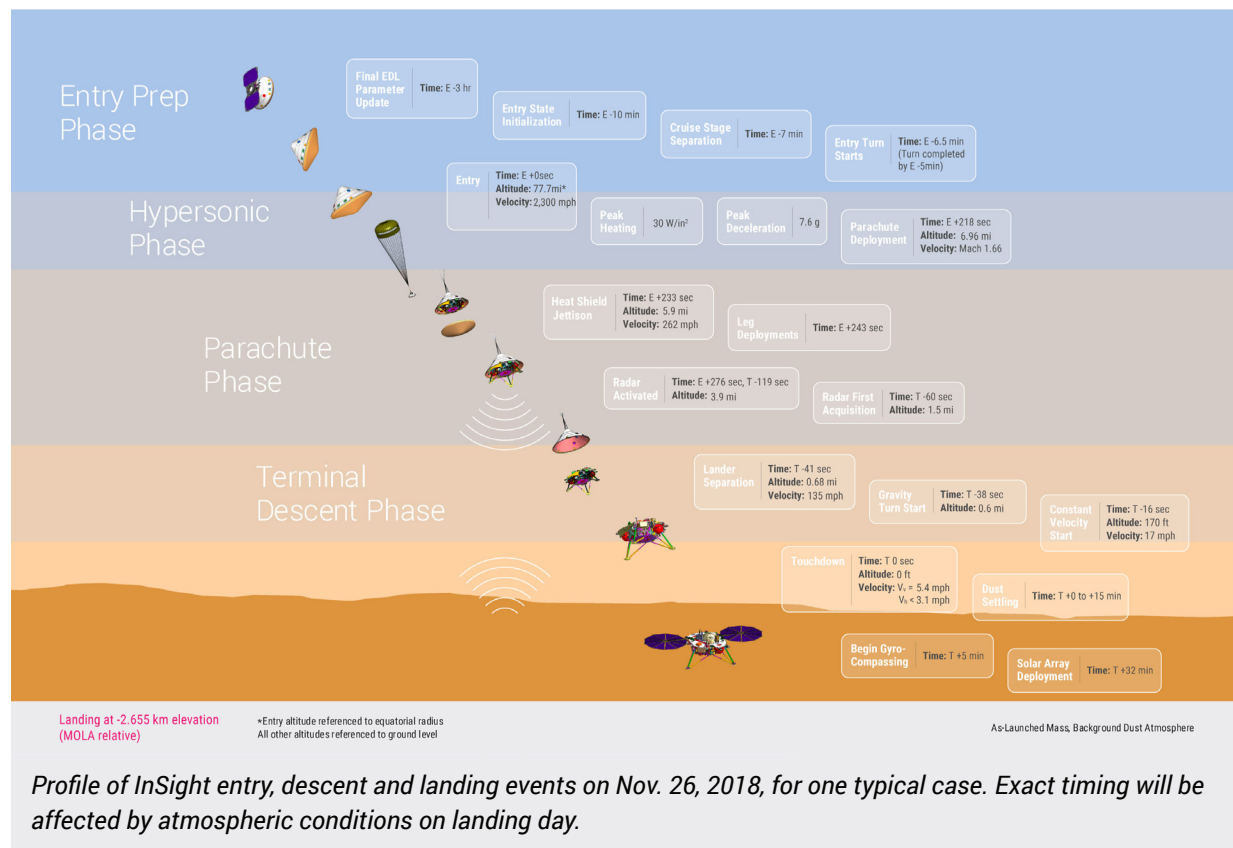 Entry Prep
Phase
Final EDL
Parameter
Update
Time: E -3 hr
Entry State
Initialization
Time: E -10 min
Cruise Stage
Separation
Time: E -7 min
Entry Turn
Starts
Time: E -6.5 min
(Turn completed
by E -5min)
Entry
Time: E +0sec
Altitude: 77.7mi*
Velocity: 2,300 mph
Hypersonic
Phase
Peak
Heating
30 W/in²
Peak
Deceleration
7.6 g
Parachute
Deployment
Time: E +218 sec
Altitude: 6.96 mi
Velocity: Mach 1.66
Parachute
Phase
Heat Shield
Jettison
Time: E +233 sec
Altitude: 5.9 mi
Velocity: 262 mph
Leg
Deployments
Time: E +243 sec
Radar
Activated
Time: E +276 sec, T -119 sec
Altitude: 3.9 mi
Radar First
Acquisition
Time: T -60 sec
Altitude: 1.5 mi
Terminal
Descent Phase
Lander
Separation
Time: T -41 sec
Altitude: 0.68 mi
Velocity: 135 mph
Gravity
Turn Start
Time: T -38 sec
Altitude: 0.6 mi
Constant
Velocity
Start
Time: T -16 sec
Altitude: 170 ft
Velocity: 17 mph
Touchdown
Time: T 0 sec
Altitude: 0 ft
Velocity: Vᵥ = 5.4 mph
Vₕ < 3.1 mph
Dust
Settling
Time: T +0 to +15 min
Begin Gyro-
Compassing
Time: T +5 min
Solar Array
Deployment
Time: T +32 min
Landing at -2.655 km elevation
(MOLA relative)
*Entry altitude referenced to equatorial radius
All other altitudes referenced to ground level
As-Launched Mass, Background Dust Atmosphere
Profile of InSight entry, descent and landing events on Nov. 26, 2018, for one typical case. Exact timing will be
affected by atmospheric conditions on landing day.